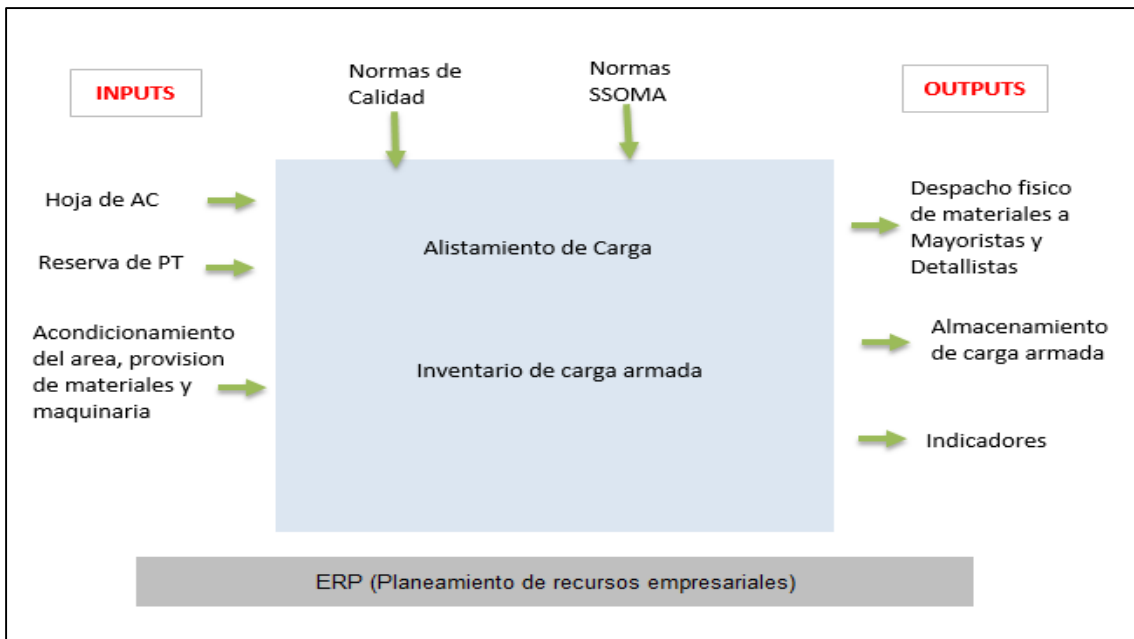 INPUTS
Normas de
Calidad
Normas
SSOMA
OUTPUTS
Hoja de AC
Reserva de PT
Acondicionamiento
del area, provision
de materiales y
maquinaria
Alistamiento de Carga
Inventario de carga armada
Despacho fisico
de materiales a
Mayoristas y
Detallistas
Almacenamiento
de carga armada
Indicadores
ERP (Planeamiento de recursos empresariales)